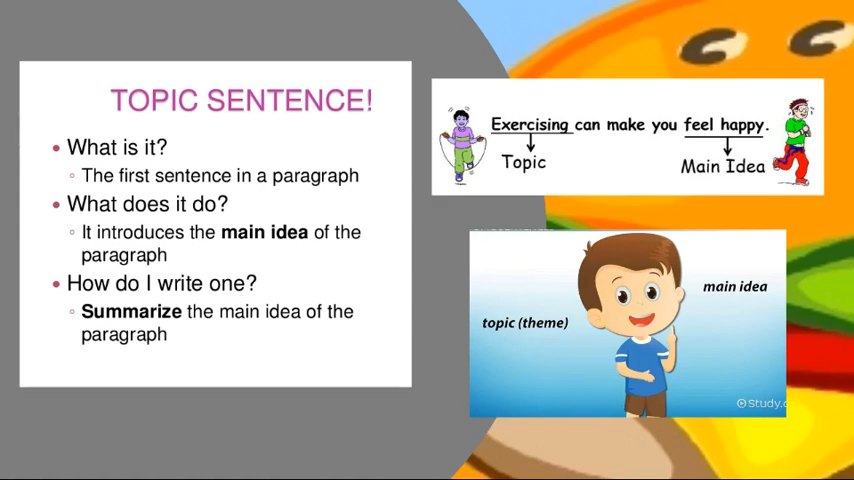 TOPIC SENTENCE!
• What is it?
◦ The first sentence in a paragraph
• What does it do?
◦ It introduces the main idea of the
paragraph
• How do I write one?
◦ Summarize the main idea of the
paragraph
Exercising can make you feel happy.
Topic
Main Idea
main idea
topic (theme)
Study.c